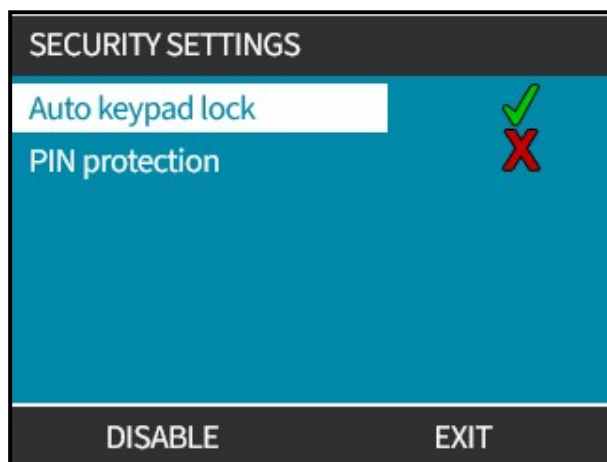 SECURITY SETTINGS
Auto keypad lock
PIN protection
DISABLE EXIT